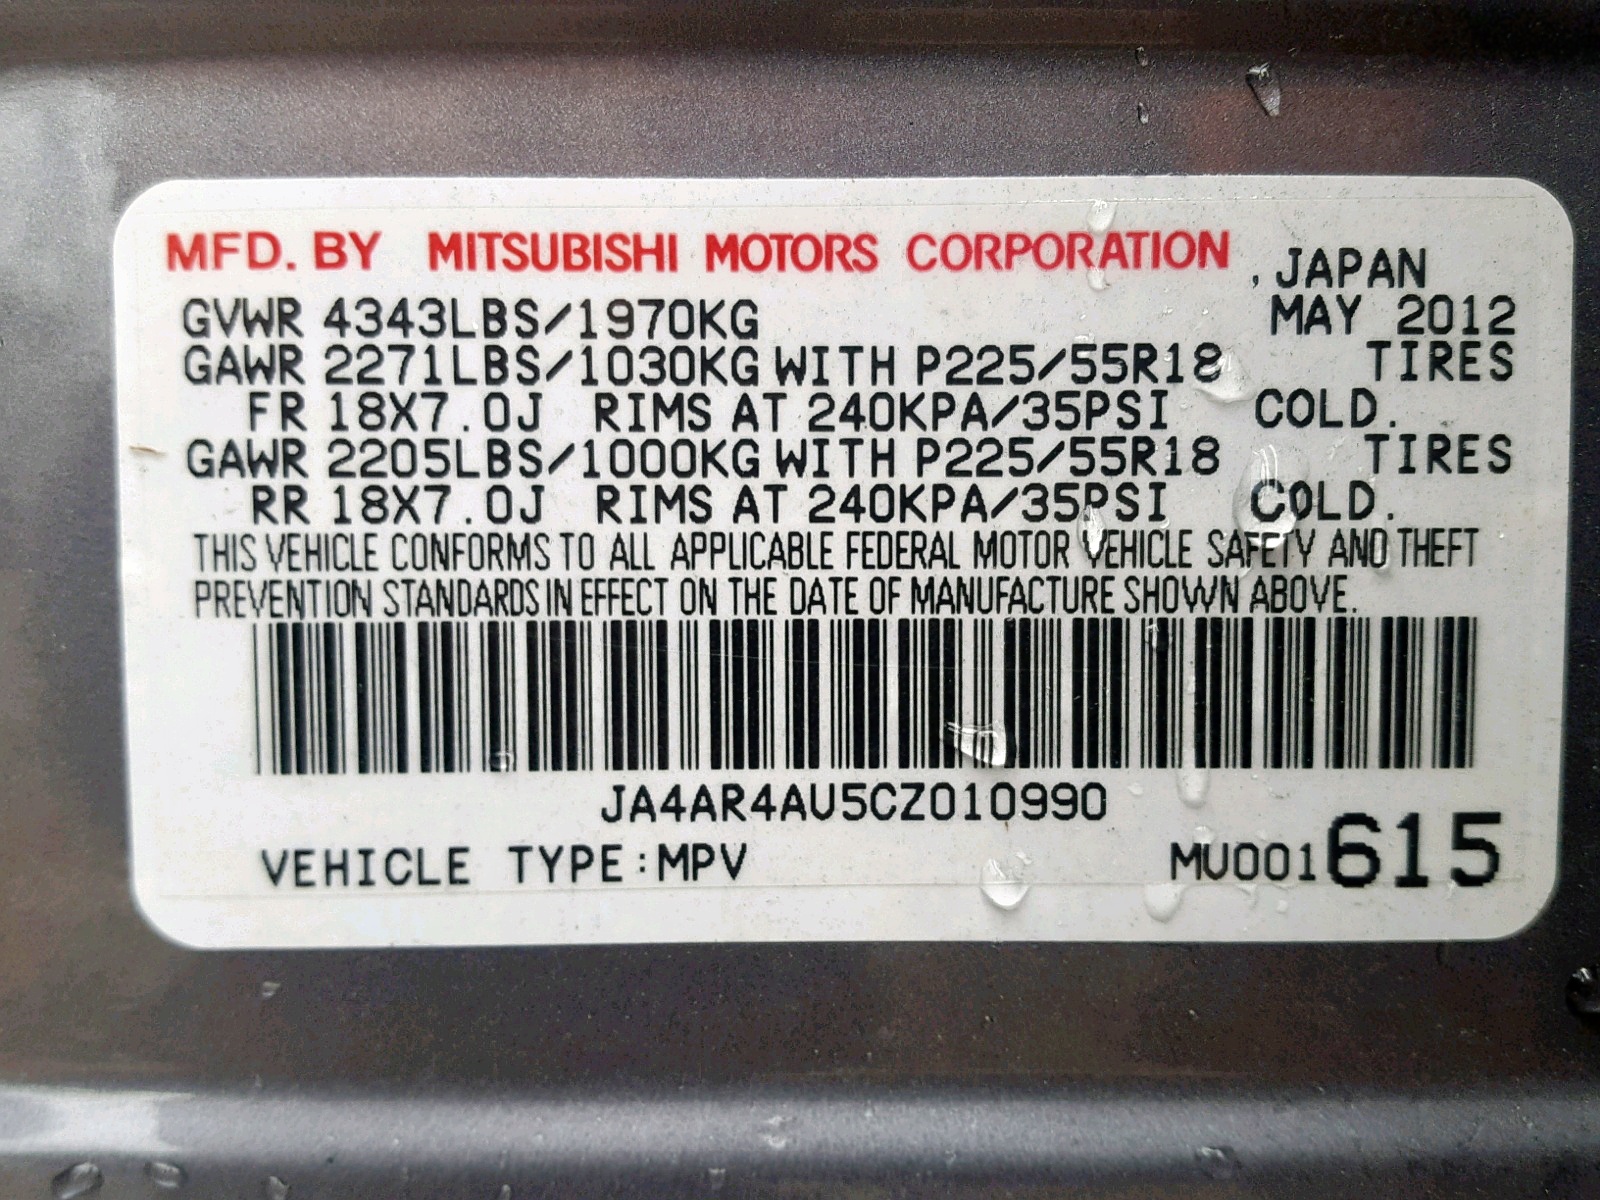 MFD. BY MITSUBISHI MOTORS CORPORATION , JAPAN
GVWR 4343LBS/1970KG MAY 2012
GAWR 2271LBS/1030KG WITH P225/55R18 TIRES
FR 18X7.0J RIMS AT 240KPA/35PSI COLD.
GAWR 2205LBS/1000KG WITH P225/55R18 TIRES
RR 18X7.0J RIMS AT 240KPA/35PSI COLD.
THIS VEHICLE CONFORMS TO ALL APPLICABLE FEDERAL MOTOR VEHICLE SAFETY AND THEFT
PREVENTION STANDARDS IN EFFECT ON THE DATE OF MANUFACTURE SHOWN ABOVE.
JA4AR4AU5CZ010990
VEHICLE TYPE:MPV MU001615